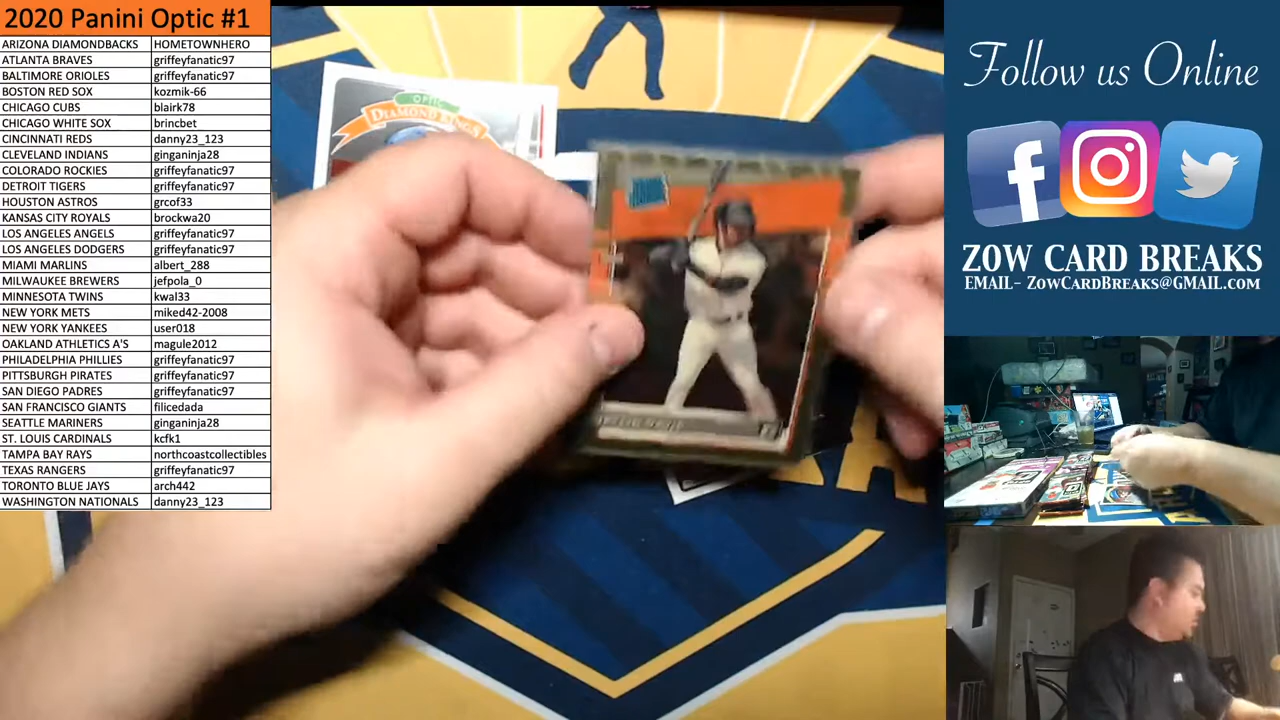 2020 Panini Optic #1
ARIZONA DIAMONDBACKS HOMETOWNHERO
ATLANTA BRAVES griffeyfanatic97
BALTIMORE ORIOLES griffeyfanatic97
BOSTON RED SOX kozmik-66
CHICAGO CUBS blairk78
CHICAGO WHITE SOX brincbet
CINCINNATI REDS danny23_123
CLEVELAND INDIANS ginganinja28
COLORADO ROCKIES griffeyfanatic97
DETROIT TIGERS griffeyfanatic97
HOUSTON ASTROS grcof33
KANSAS CITY ROYALS brockwa20
LOS ANGELES ANGELS griffeyfanatic97
LOS ANGELES DODGERS griffeyfanatic97
MIAMI MARLINS albert_288
MILWAUKEE BREWERS jefpola_0
MINNESOTA TWINS kwal33
NEW YORK METS miked42-2008
NEW YORK YANKEES user018
OAKLAND ATHLETICS A'S magule2012
PHILADELPHIA PHILLIES griffeyfanatic97
PITTSBURGH PIRATES griffeyfanatic97
SAN DIEGO PADRES griffeyfanatic97
SAN FRANCISCO GIANTS filicedada
SEATTLE MARINERS ginganinja28
ST. LOUIS CARDINALS kcfk1
TAMPA BAY RAYS northcoastcollectibles
TEXAS RANGERS griffeyfanatic97
TORONTO BLUE JAYS arch442
WASHINGTON NATIONALS danny23_123
OPTIC
DIAMOND KINGS
Follow us Online
ZOW CARD BREAKS
EMAIL- ZOWCARDBREAKS@GMAIL.COM